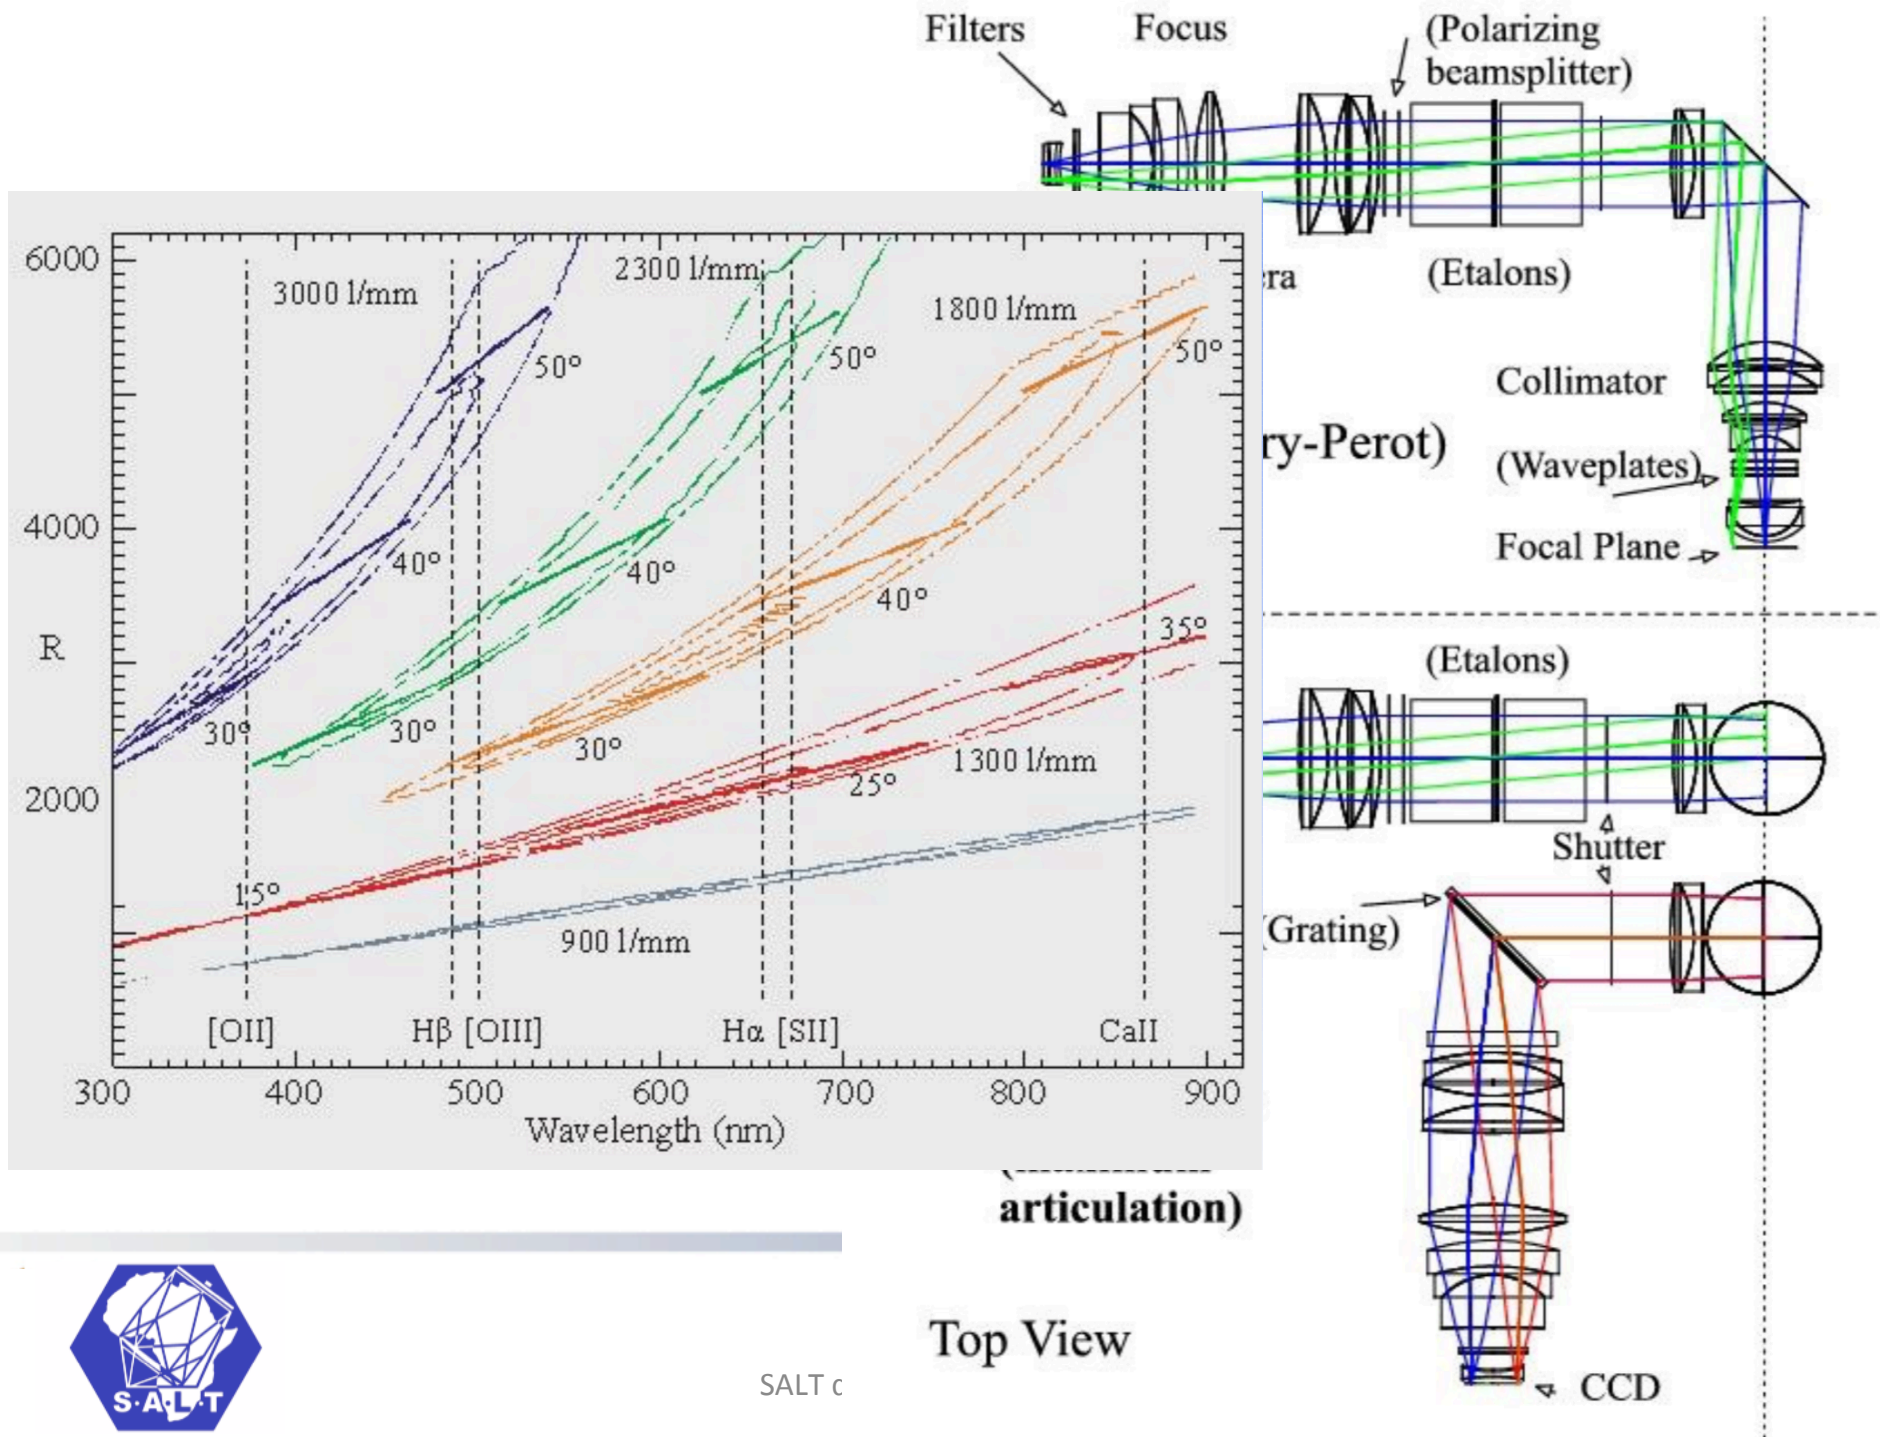 Filters
Focus
(Polarizing
beamsplitter)
(Etalons)
Collimator
ry-Perot)
(Waveplates)
Focal Plane
(Etalons)
Shutter
(Grating)
6000
4000
R
2000
3000 l/mm
2300 l/mm
1800 l/mm
50°
50°
50°
40°
40°
40°
35°
30°
30°
30°
1300 l/mm
25°
15°
900 l/mm
[OII]
Hβ [OIII]
Hα [SII]
CaII
300
400
500
600
700
800
900
Wavelength (nm)
articulation)
Top View
CCD
S·A·L·T
SALT